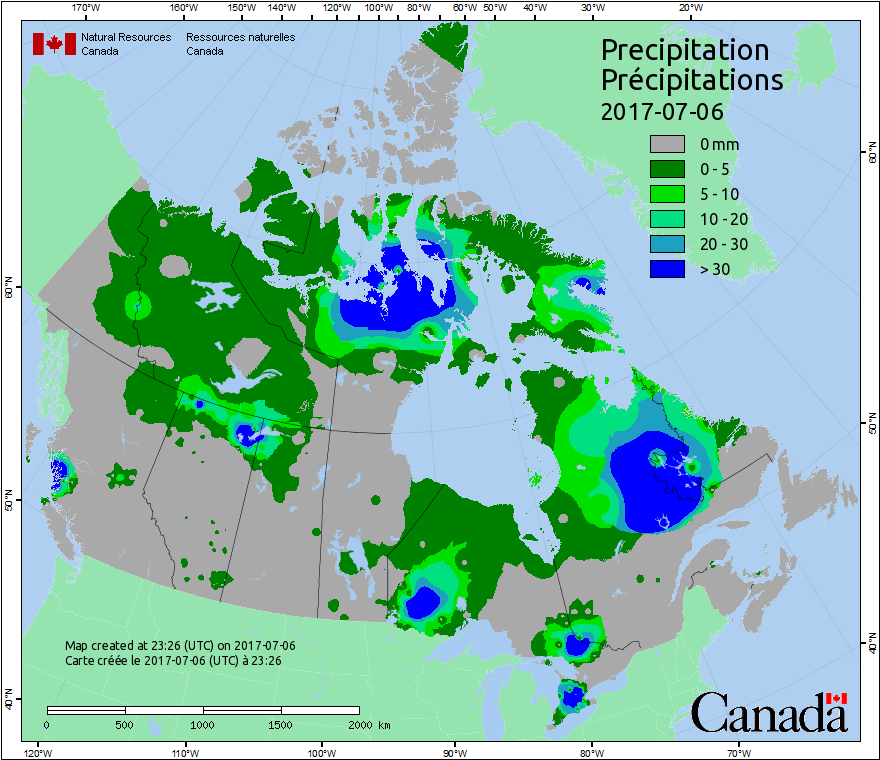 170°W 160°W 150°W 140°W 120°W 100°W 80°W 60°W 50°W 40°W 30°W 20°W
Natural Resources Canada
Ressources naturelles Canada
Precipitation
Précipitations
2017-07-06
0 mm
0 - 5
5 - 10
10 - 20
20 - 30
> 30
60°N
60°N
50°N
50°N
40°N
40°N
Map created at 23:26 (UTC) on 2017-07-06
Carte créée le 2017-07-06 (UTC) à 23:26
0 500 1000 1500 2000 km
Canada
120°W 110°W 100°W 90°W 80°W 70°W